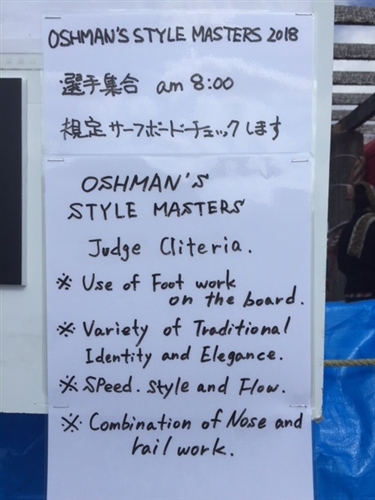 OSHMAN'S STYLE MASTERS 2018
選手集合 am 8:00
規定サーフボードチェックします
OSHMAN'S
STYLE MASTERS
Judge Cliteria.
※ Use of Foot work
on the board.
※ Variety of Traditional
Identity and Elegance.
※ SPeed. Style and Flow.
※ Combination of Nose and
rail work.